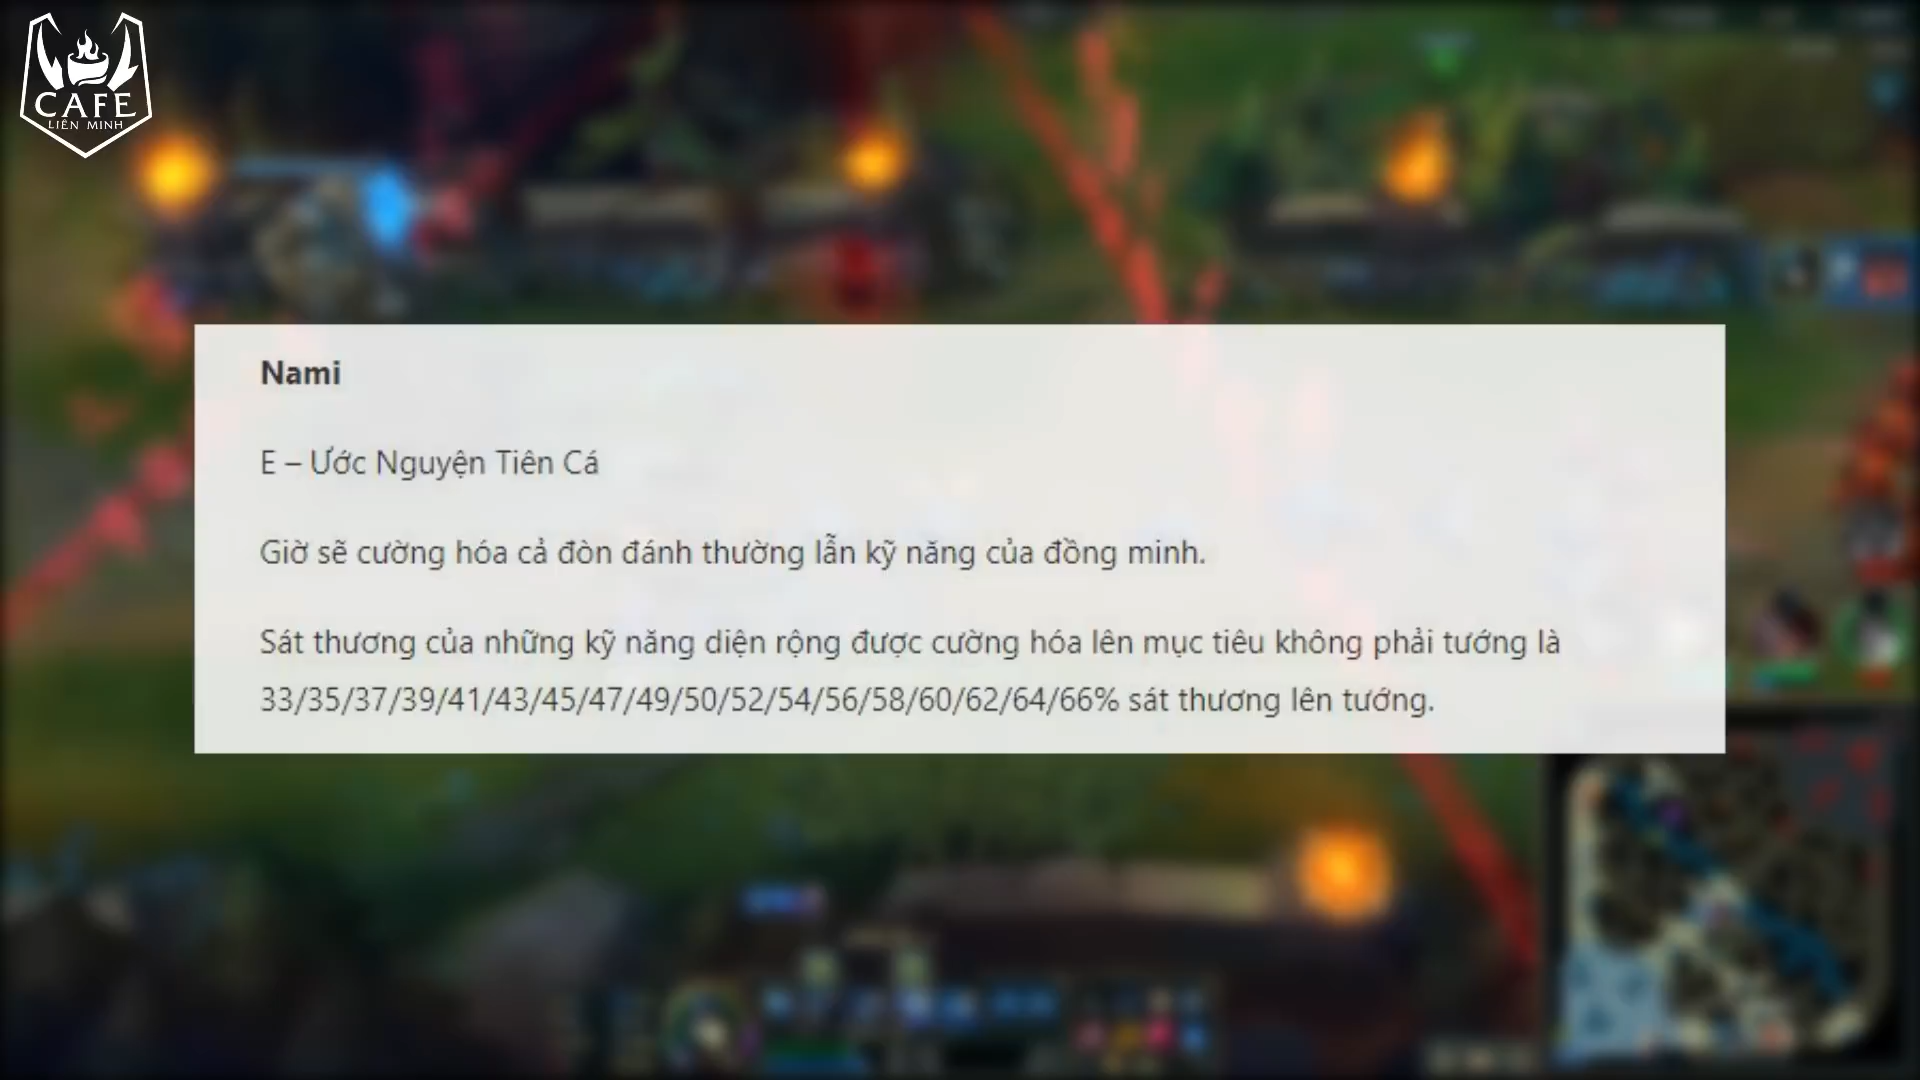 CAFE
LIÊN MINH
Nami
E – Ước Nguyện Tiên Cá
Giờ sẽ cường hóa cả đòn đánh thường lẫn kỹ năng của đồng minh.
Sát thương của những kỹ năng diện rộng được cường hóa lên mục tiêu không phải tướng là
33/35/37/39/41/43/45/47/49/50/52/54/56/58/60/62/64/66% sát thương lên tướng.